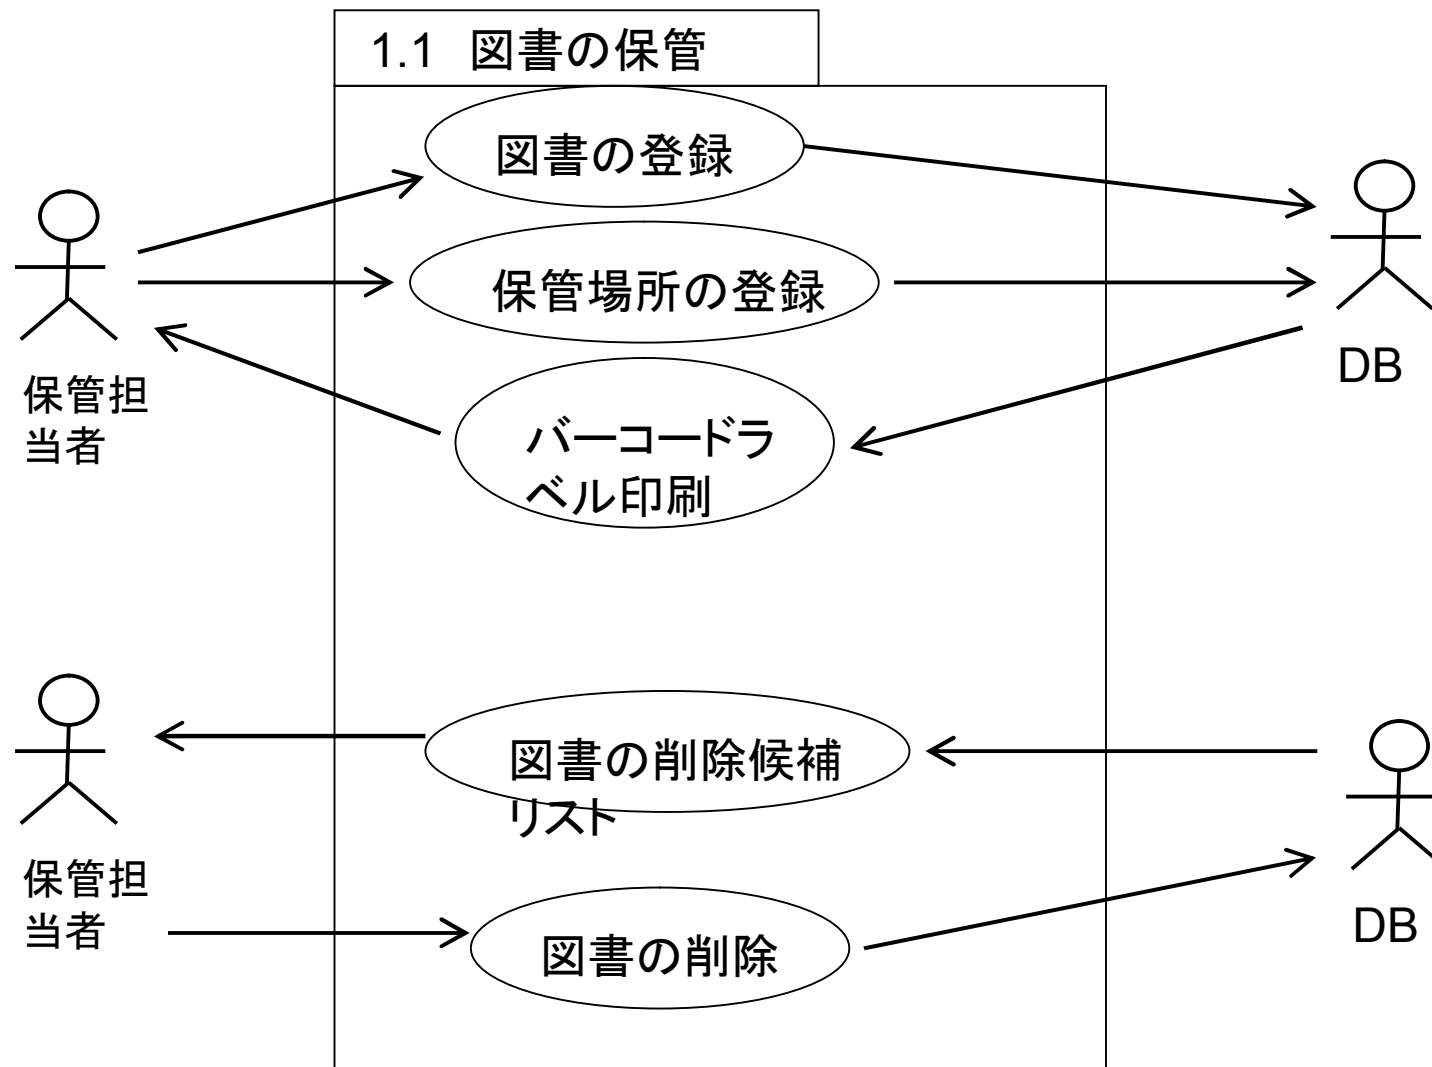 1.1 図書の保管
図書の登録
保管場所の登録
バーコードラ
ベル印刷
保管担
当者
DB
図書の削除候補
リスト
図書の削除
保管担
当者
DB